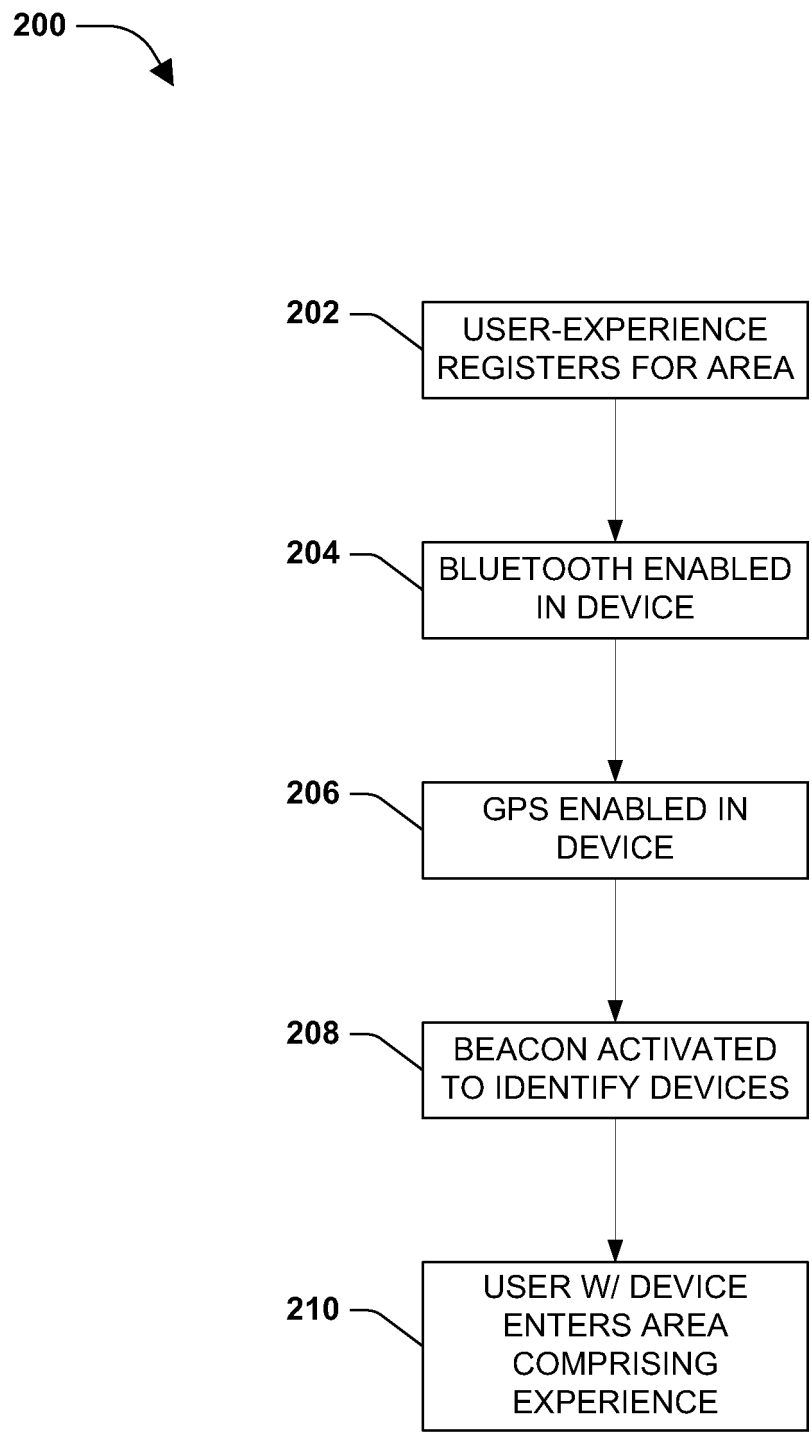 200
202
USER-EXPERIENCE
REGISTERS FOR AREA
204
BLUETOOTH ENABLED
IN DEVICE
206
GPS ENABLED IN
DEVICE
208
BEACON ACTIVATED
TO IDENTIFY DEVICES
210
USER W/ DEVICE
ENTERS AREA
COMPRISING
EXPERIENCE